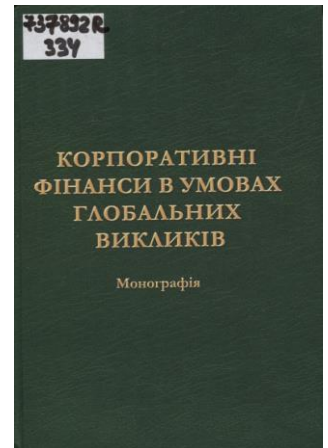 737892R
334
КОРПОРАТИВНІ
ФІНАНСИ В УМОВАХ
ГЛОБАЛЬНИХ
ВИКЛИКІВ
Монографія